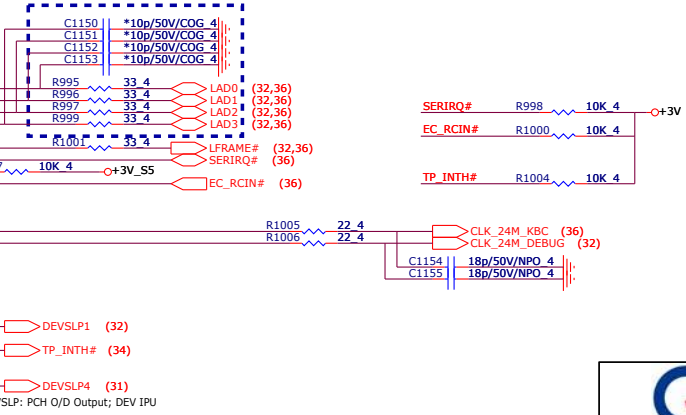 C1150 *10p/50V/COG_4
C1151 *10p/50V/COG_4
C1152 *10p/50V/COG_4
C1153 *10p/50V/COG_4
R995 33_4 LAD0 (32,36)
R996 33_4 LAD1 (32,36)
R997 33_4 LAD2 (32,36)
R999 33_4 LAD3 (32,36)
R1001 33_4 LFRAME# (32,36)
SERIRQ# (36)
10K_4 +3V_S5
EC_RCIN# (36)
SERIRQ# R998 10K_4 +3V
EC_RCIN# R1000 10K_4
TP_INTH# R1004 10K_4
R1005 22_4 CLK_24M_KBC (36)
R1006 22_4 CLK_24M_DEBUG (32)
C1154 18p/50V/NPO_4
C1155 18p/50V/NPO_4
DEVSLP1 (32)
TP_INTH# (34)
DEVSLP4 (31)
SLP: PCH O/D Output; DEV IPU